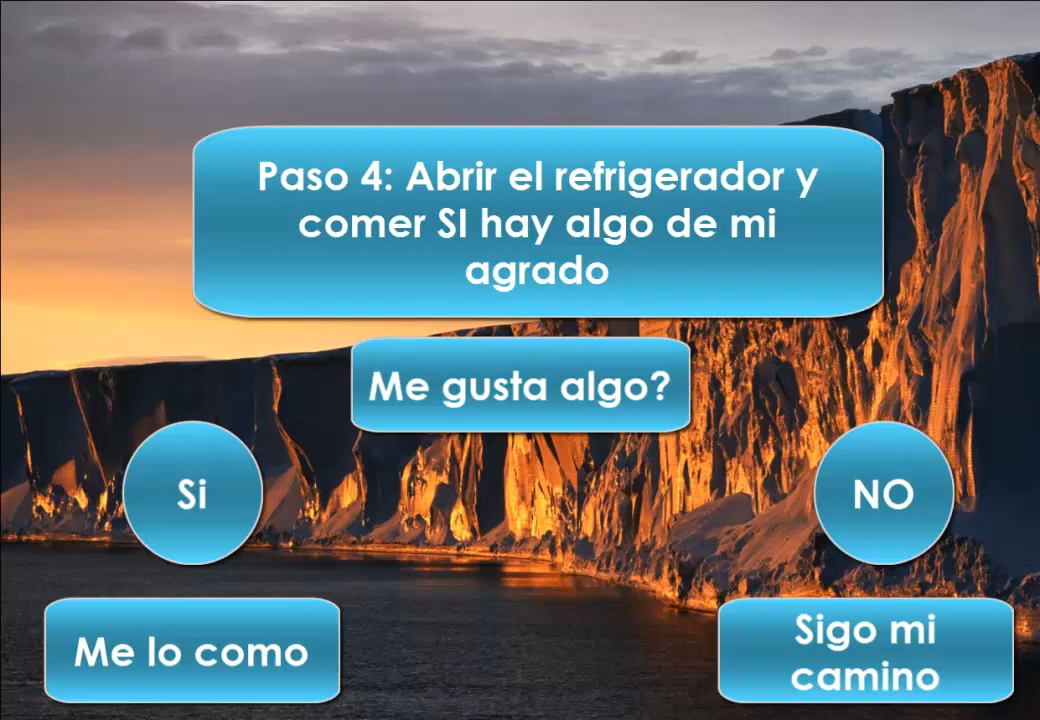 Paso 4: Abrir el refrigerador y
comer SI hay algo de mi
agrado
Me gusta algo?
Si
NO
Me lo como
Sigo mi
camino